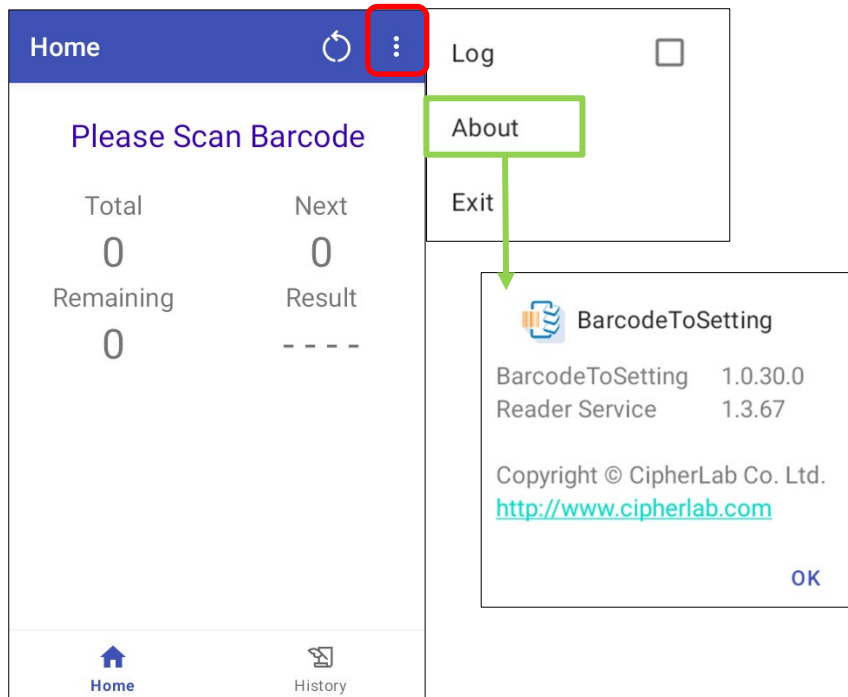 Home
Please Scan Barcode
Total Next
0 0
Remaining Result
0 ----
Home History
Log
About
Exit
BarcodeToSetting
BarcodeToSetting 1.0.30.0
Reader Service 1.3.67
Copyright © CipherLab Co. Ltd.
http://www.cipherlab.com
OK